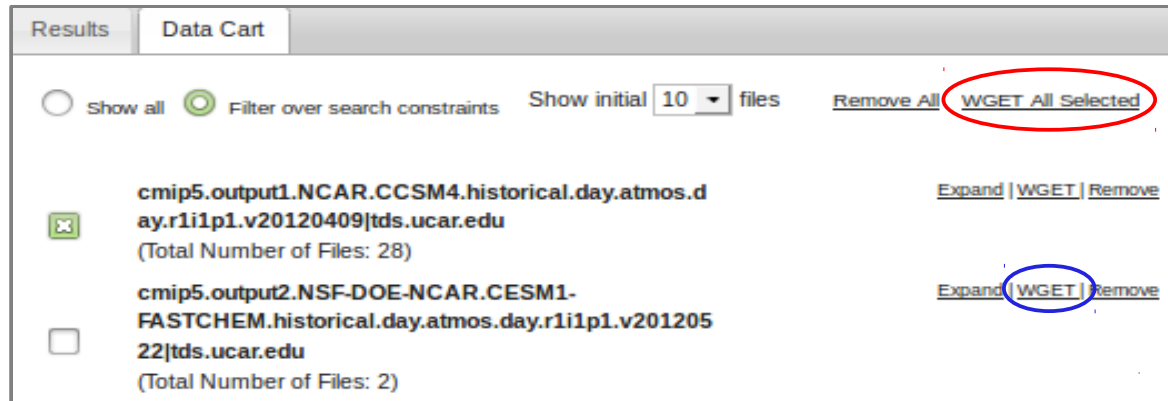 Results Data Cart
Show all Filter over search constraints Show initial 10 files Remove All WGET All Selected
cmip5.output1.NCAR.CCSM4.historical.day.atmos.d Expand | WGET | Remove
ay.r1i1p1.v20120409|tds.ucar.edu
(Total Number of Files: 28)
cmip5.output2.NSF-DOE-NCAR.CESM1- Expand | WGET | Remove
FASTCHEM.historical.day.atmos.day.r1i1p1.v201205
22|tds.ucar.edu
(Total Number of Files: 2)